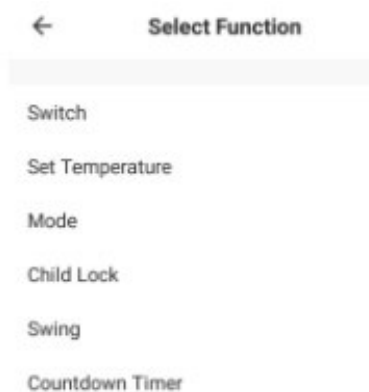 Select Function
Switch
Set Temperature
Mode
Child Lock
Swing
Countdown Timer